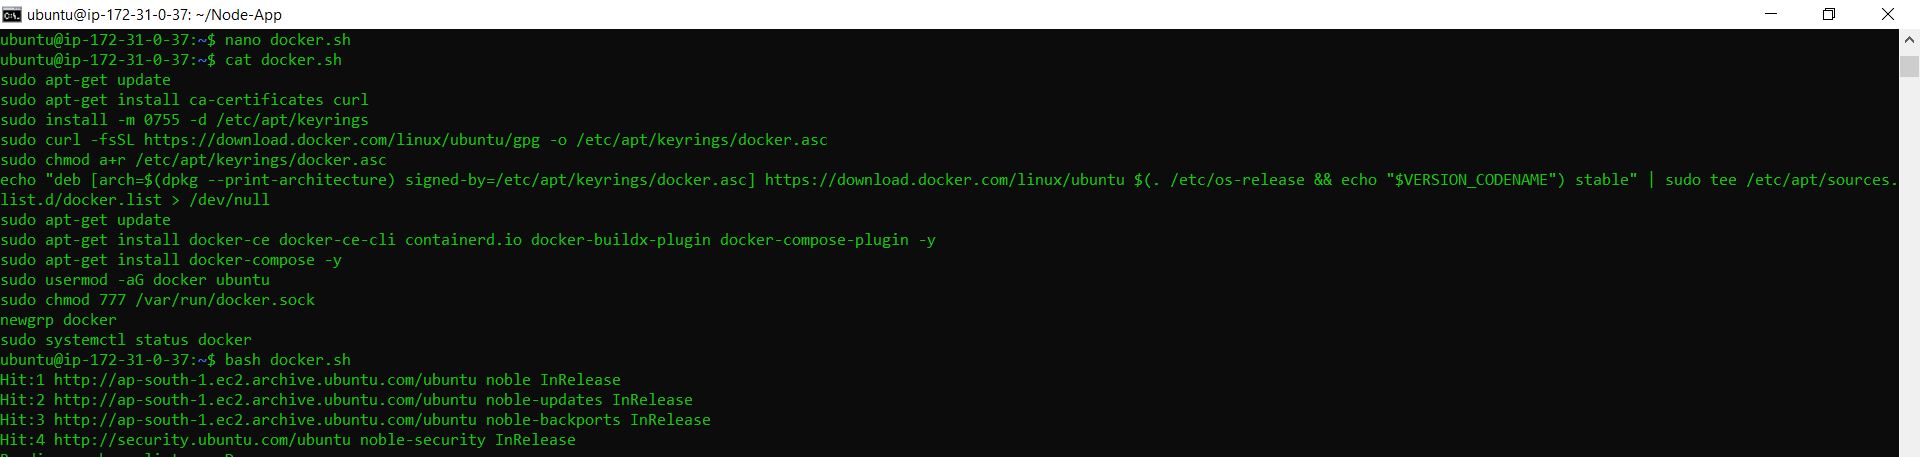 ubuntu@ip-172-31-0-37: ~/Node-App
ubuntu@ip-172-31-0-37:~$ nano docker.sh
ubuntu@ip-172-31-0-37:~$ cat docker.sh
sudo apt-get update
sudo apt-get install ca-certificates curl
sudo install -m 0755 -d /etc/apt/keyrings
sudo curl -fsSL https://download.docker.com/linux/ubuntu/gpg -o /etc/apt/keyrings/docker.asc
sudo chmod a+r /etc/apt/keyrings/docker.asc
echo "deb [arch=$(dpkg --print-architecture) signed-by=/etc/apt/keyrings/docker.asc] https://download.docker.com/linux/ubuntu $(. /etc/os-release && echo "$VERSION_CODENAME") stable" | sudo tee /etc/apt/sources.
list.d/docker.list > /dev/null
sudo apt-get update
sudo apt-get install docker-ce docker-ce-cli containerd.io docker-buildx-plugin docker-compose-plugin -y
sudo apt-get install docker-compose -y
sudo usermod -aG docker ubuntu
sudo chmod 777 /var/run/docker.sock
newgrp docker
sudo systemctl status docker
ubuntu@ip-172-31-0-37:~$ bash docker.sh
Hit:1 http://ap-south-1.ec2.archive.ubuntu.com/ubuntu noble InRelease
Hit:2 http://ap-south-1.ec2.archive.ubuntu.com/ubuntu noble-updates InRelease
Hit:3 http://ap-south-1.ec2.archive.ubuntu.com/ubuntu noble-backports InRelease
Hit:4 http://security.ubuntu.com/ubuntu noble-security InRelease